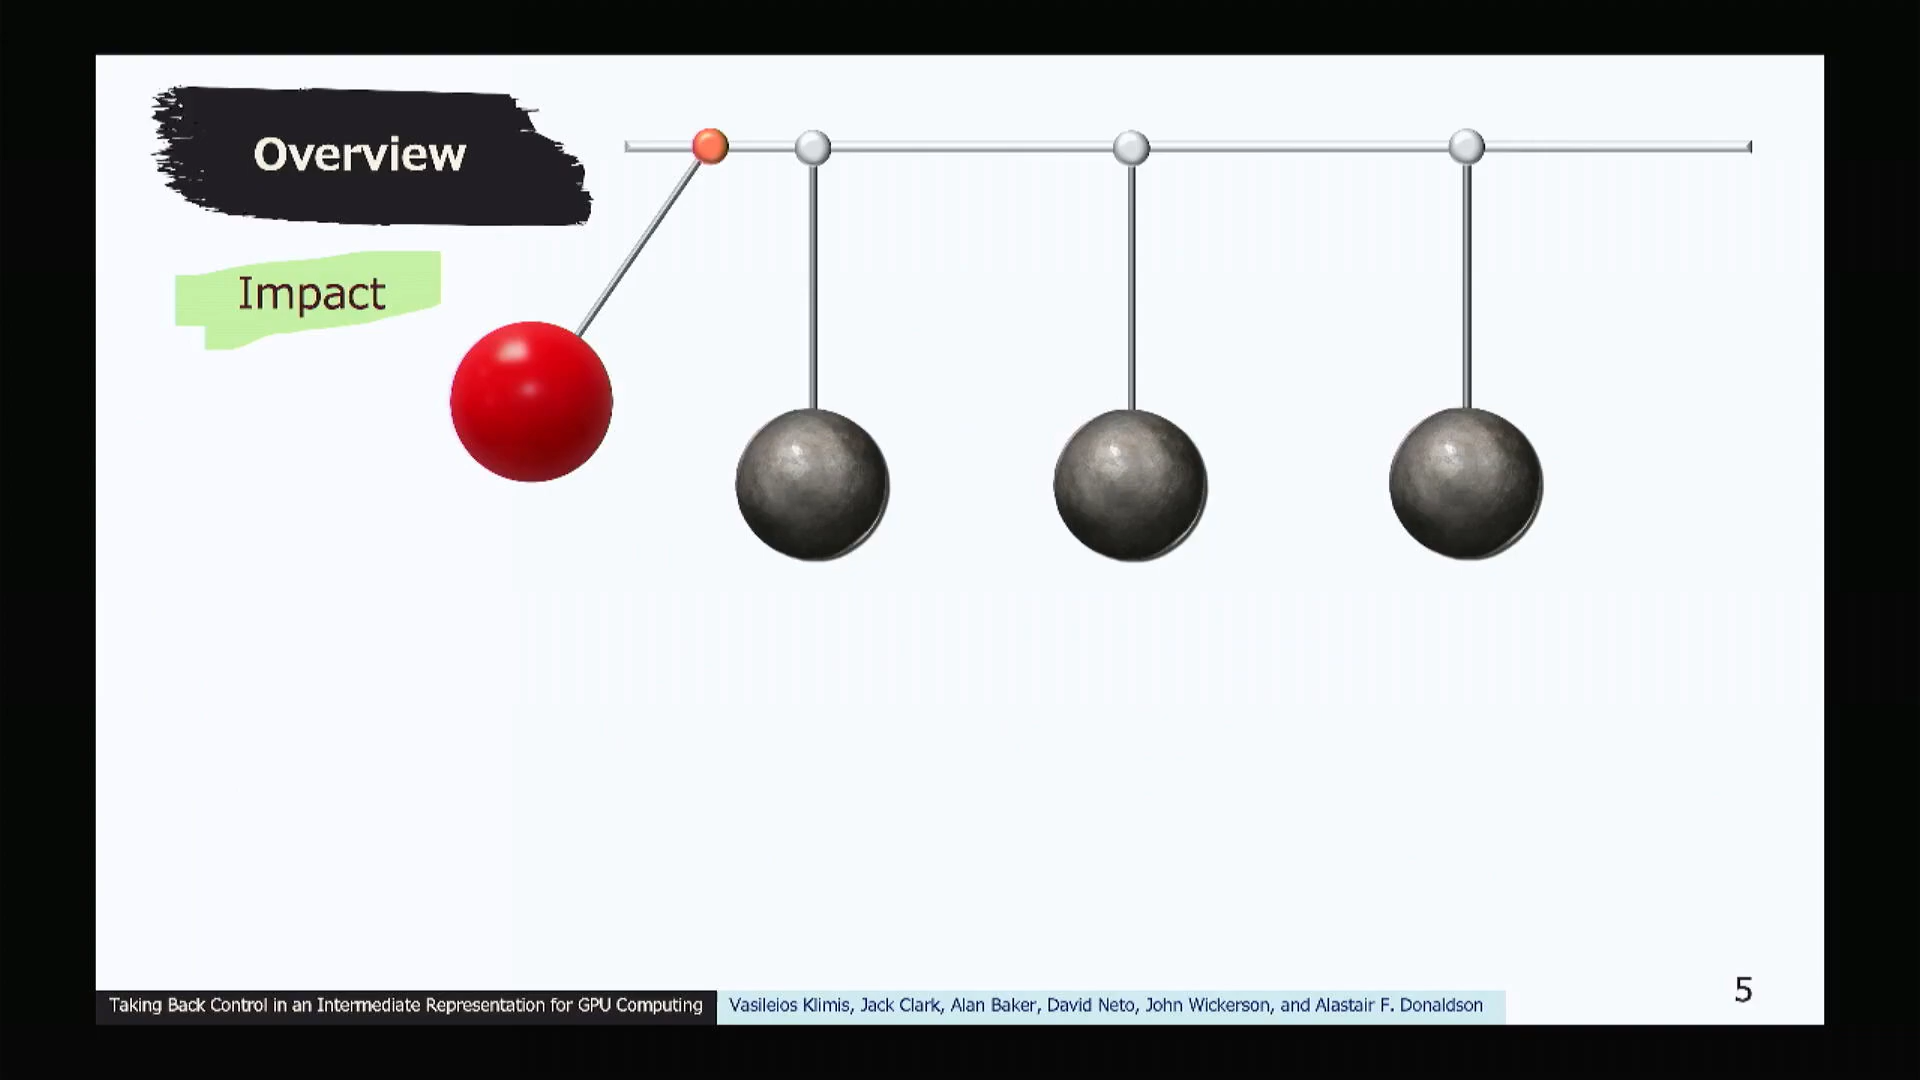 Overview
Impact
5
Taking Back Control in an Intermediate Representation for GPU Computing
Vasileios Klimis, Jack Clark, Alan Baker, David Neto, John Wickerson, and Alastair F. Donaldson